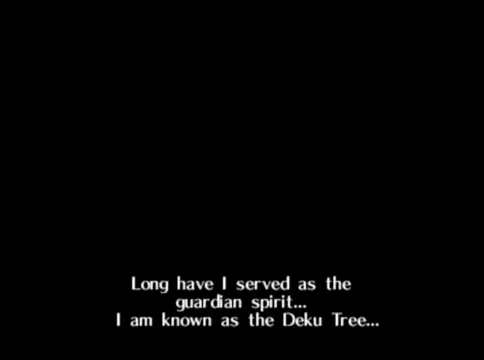 Long have I served as the
guardian spirit...
I am known as the Deku Tree...